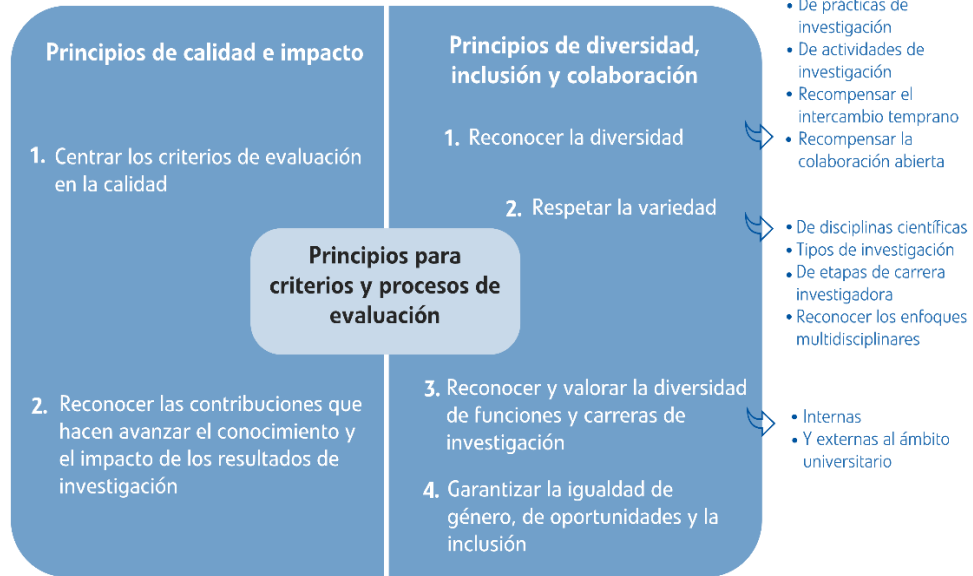 Principios de calidad e impacto
1. Centrar los criterios de evaluación
en la calidad
2. Reconocer las contribuciones que
hacen avanzar el conocimiento y
el impacto de los resultados de
investigación
Principios para
criterios y procesos de
evaluación
Principios de diversidad,
inclusión y colaboración
1. Reconocer la diversidad
• De prácticas de
investigación
• De actividades de
investigación
• Recompensar el
intercambio temprano
• Recompensar la
colaboración abierta
2. Respetar la variedad
• De disciplinas científicas
• Tipos de investigación
• De etapas de carrera
investigadora
• Reconocer los enfoques
multidisciplinares
3. Reconocer y valorar la diversidad
de funciones y carreras de
investigación
• Internas
• Y externas al ámbito
universitario
4. Garantizar la igualdad de
género, de oportunidades y la
inclusión